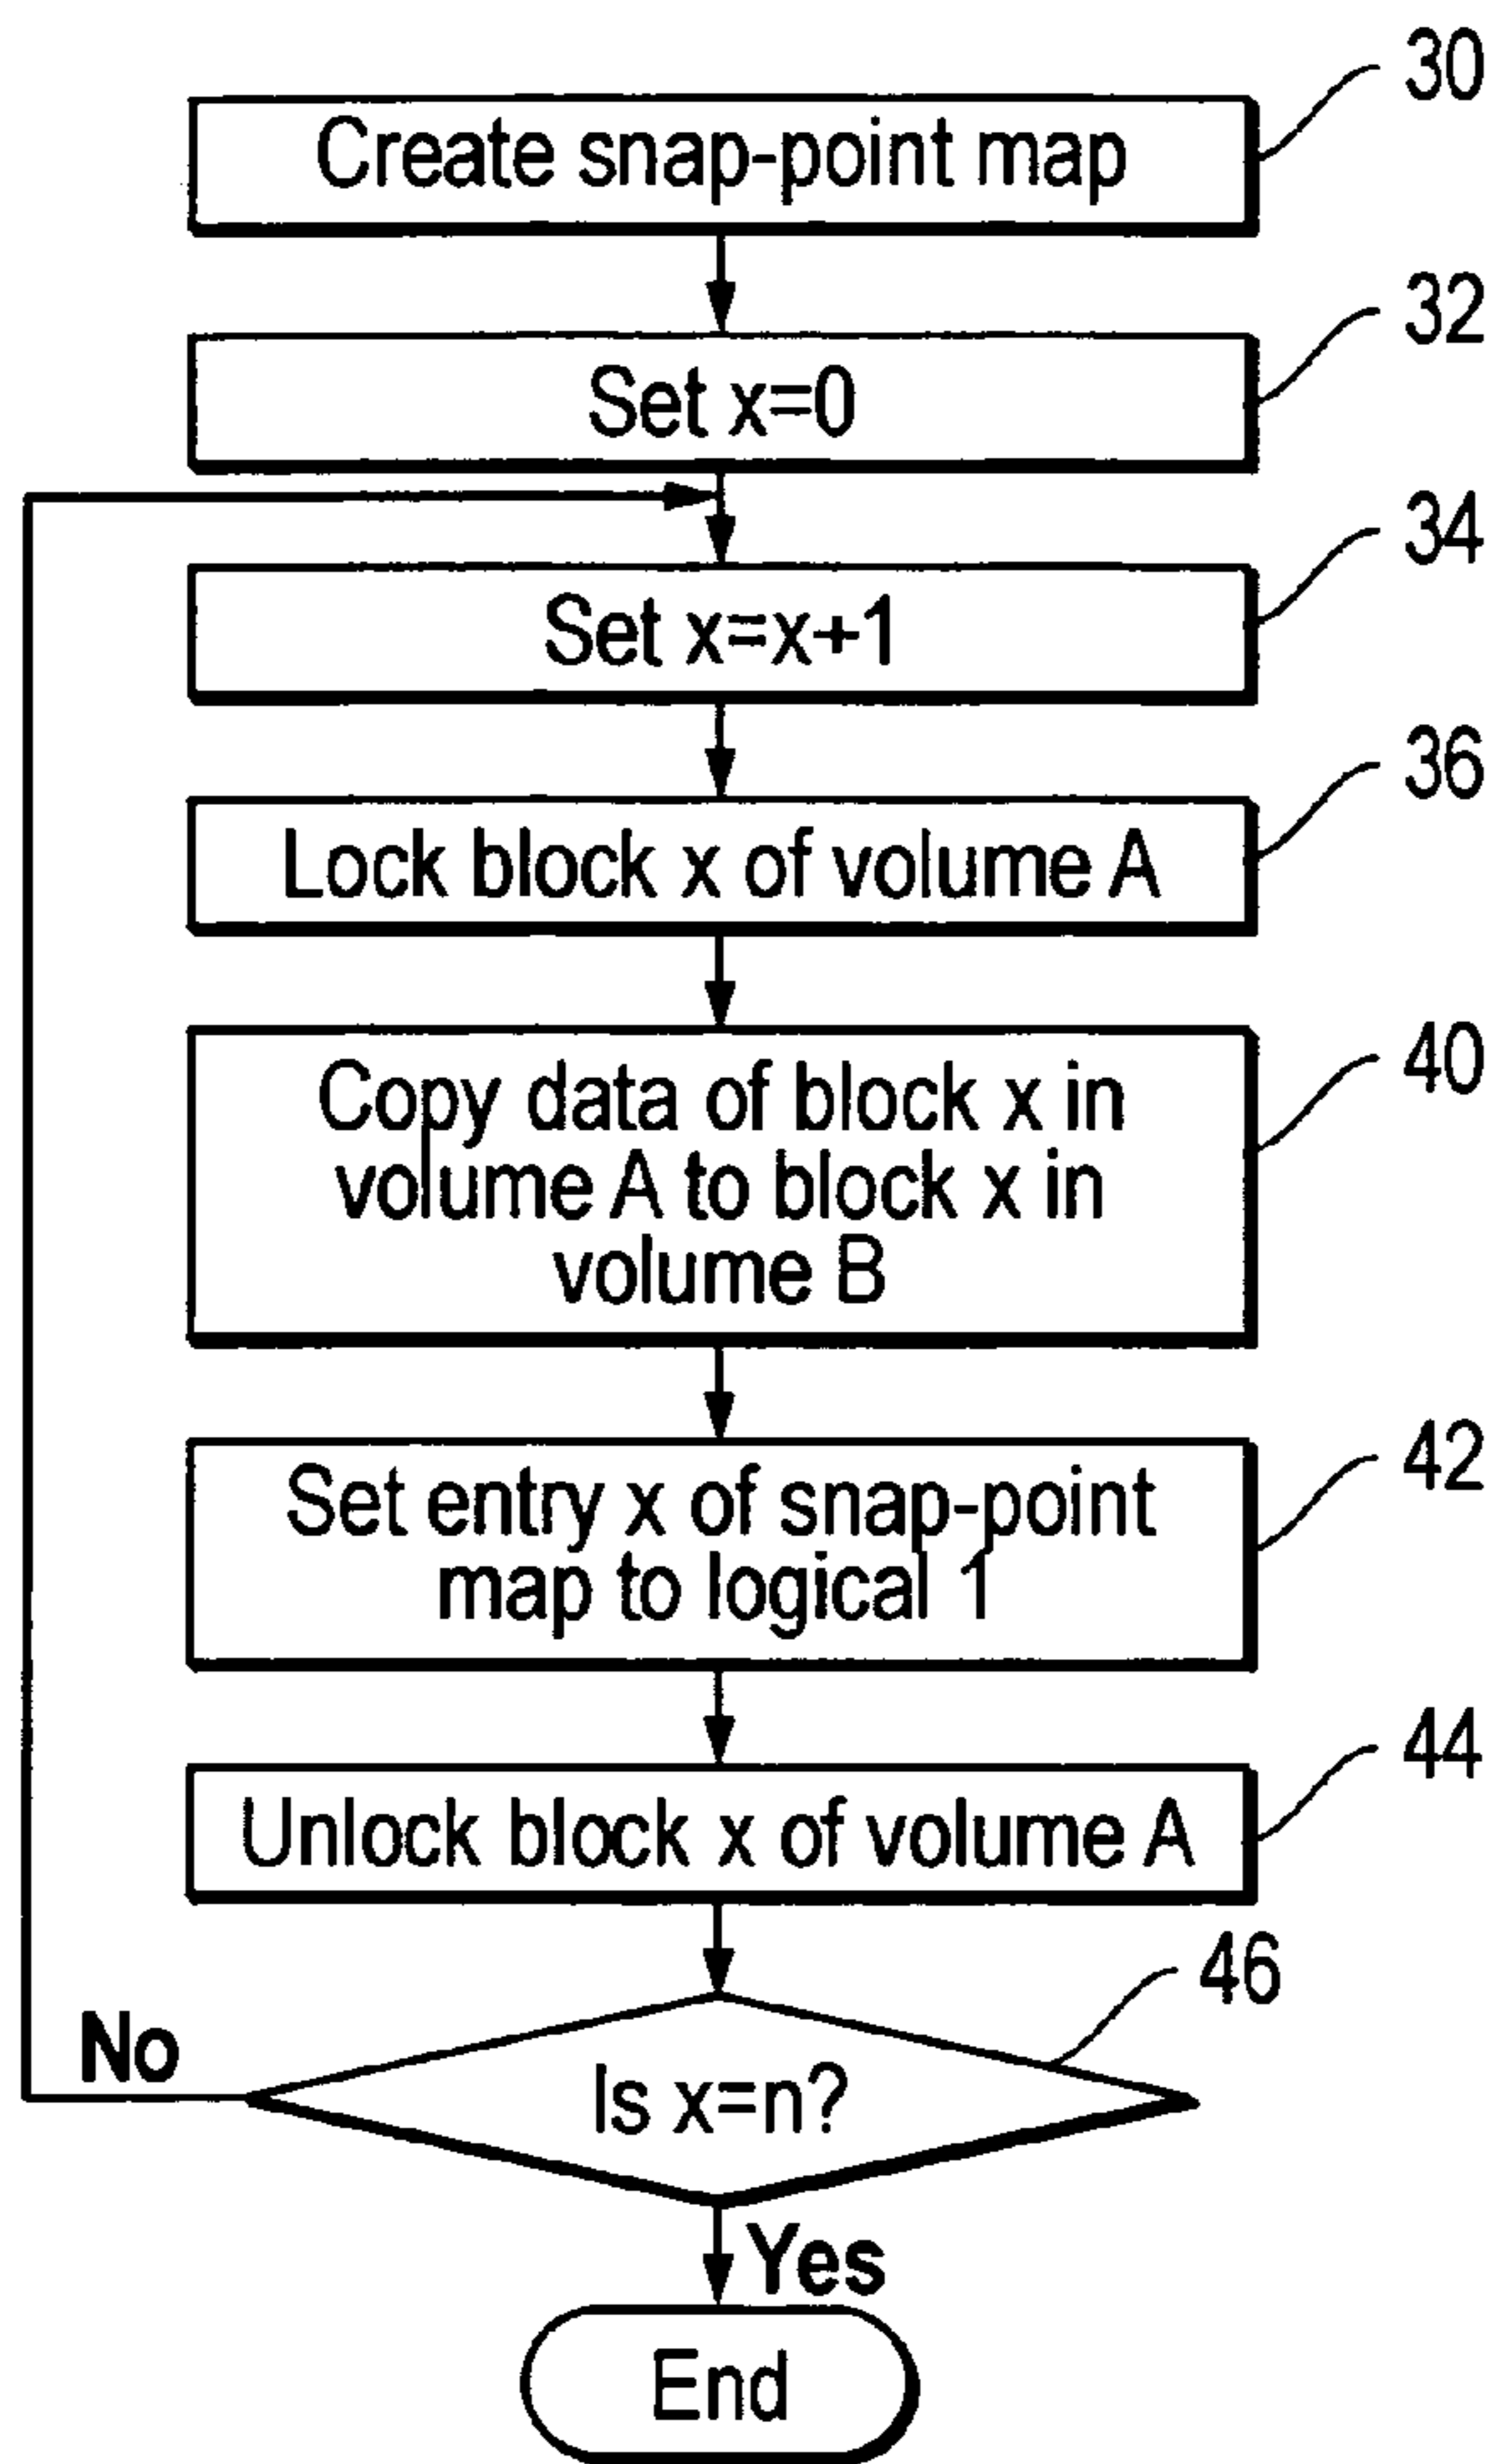 30
Create snap-point map
32
Set x=0
34
Set x=x+1
36
Lock block x of volume A
40
Copy data of block x in
volume A to block x in
volume B
42
Set entry x of snap-point
map to logical 1
44
Unlock block x of volume A
46
No
Is x=n?
Yes
End